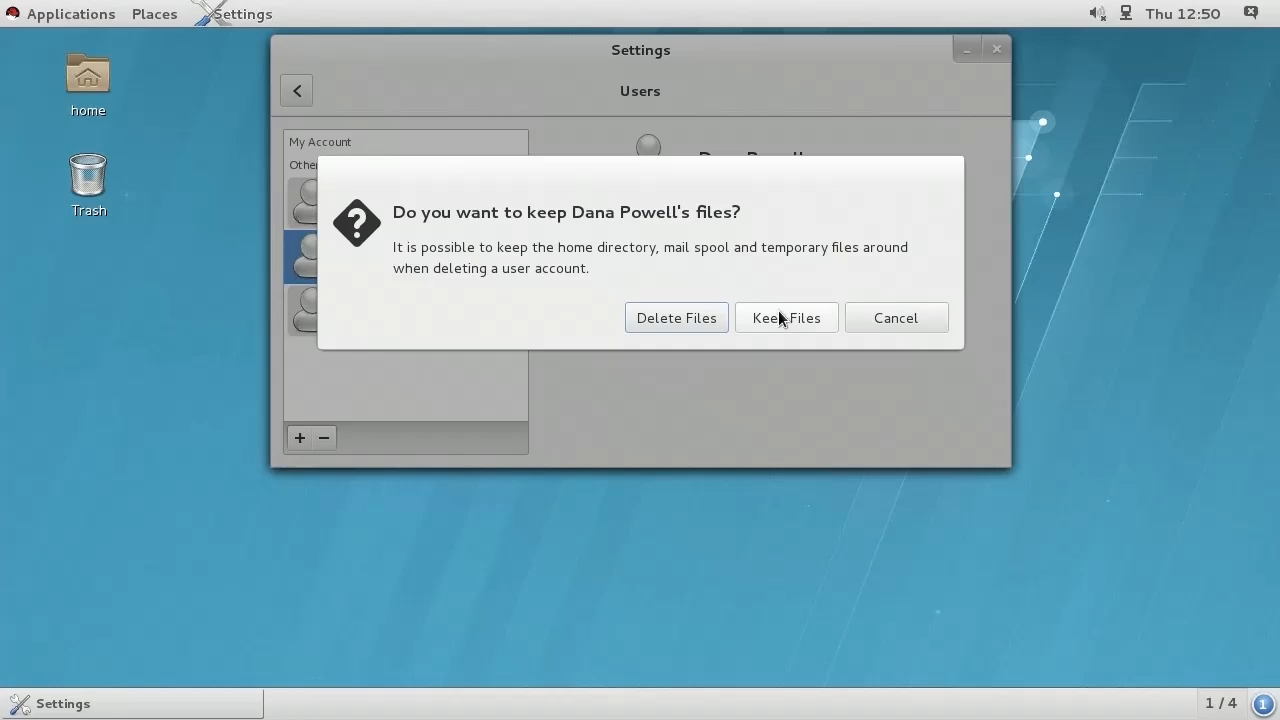 Applications Places Settings Thu 12:50
home
Trash
Settings
Users
My Account
Do you want to keep Dana Powell's files?
It is possible to keep the home directory, mail spool and temporary files around
when deleting a user account.
Delete Files Keep Files Cancel
+ −
Settings 1 / 4 1